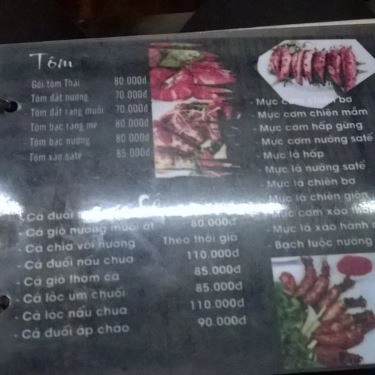 Tôm
Gỏi tôm Thái 80.000đ
Tôm đất nướng 70.000đ
Tôm đất rang muối 70.000đ
Tôm bạc rang me 80.000đ
Tôm bạc nướng 80.000đ
Tôm xào sate 85.000đ
- Cá đuối
- Cá giò nướng muối ớt 80.000đ
- Cá chìa vôi nướng Theo thời giá
- Cá đuối nấu chua 110.000đ
- Cá giò thơm cà 85.000đ
- Cá lóc um chuối 85.000đ
- Cá lóc nấu chua 110.000đ
- Cá đuối áp chảo 90.000đ
- Mực cơm chiên bơ
- Mực cơm chiên mắm
- Mực cơm hấp gừng
- Mực cơm nướng saté
- Mực lá hấp
- Mực lá nướng saté
- Mực lá chiên bơ
- Mực lá chiên giòn
- Mực cơm xào
- Mực lá xào hành
- Bạch tuộc nướng